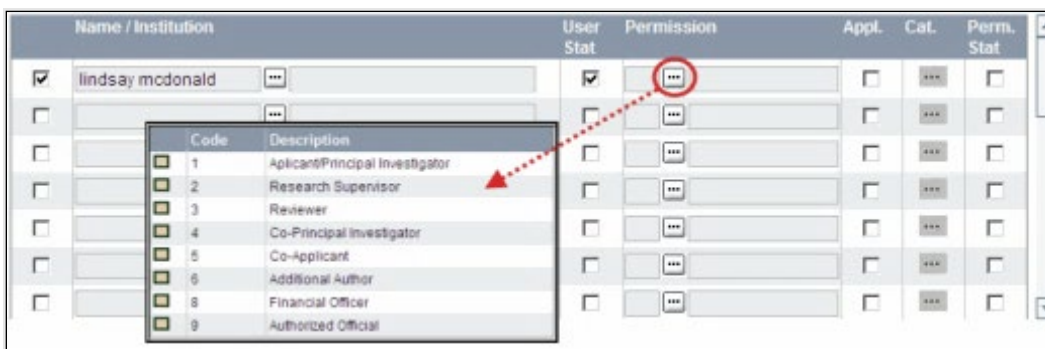 Name / Institution User Stat Permission Appl. Cat. Perm. Stat
lindsay mcdonald
Code Description
1 Aplicant/Principal Investigator
2 Research Supervisor
3 Reviewer
4 Co-Principal Investigator
5 Co-Applicant
6 Additional Author
8 Financial Officer
9 Authorized Official